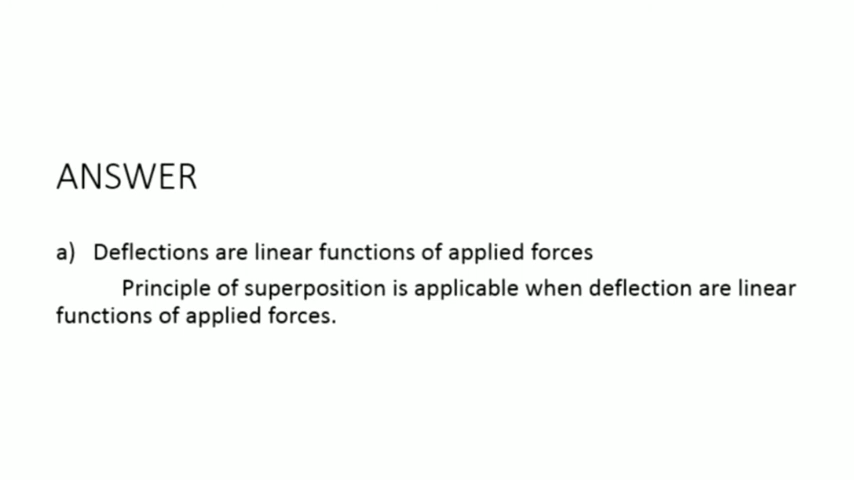 ANSWER
a) Deflections are linear functions of applied forces
Principle of superposition is applicable when deflection are linear
functions of applied forces.